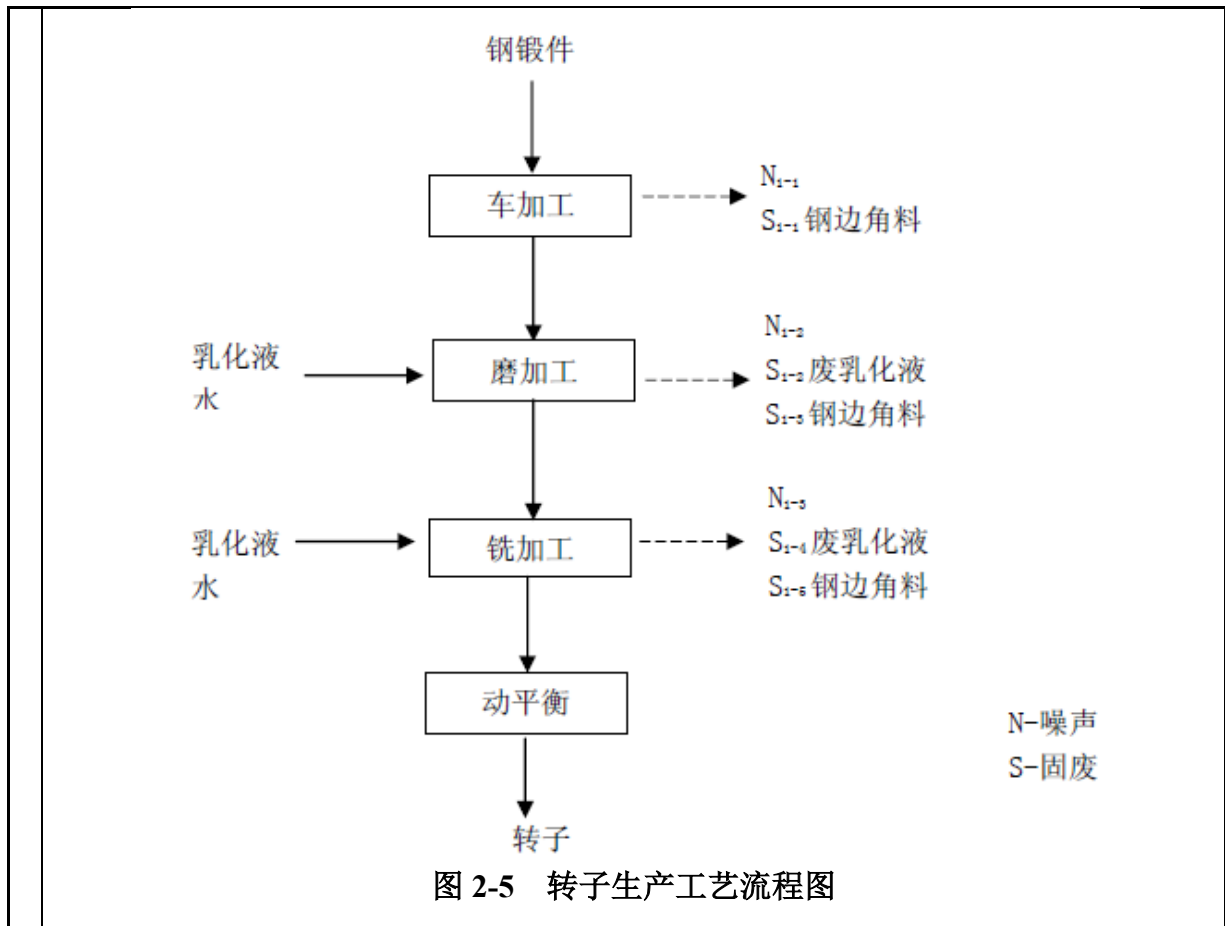 钢锻件
车加工
N₁₋₁
S₁₋₁钢边角料
乳化液
水
磨加工
N₁₋₂
S₁₋₂废乳化液
S₁₋₃钢边角料
乳化液
水
铣加工
N₁₋₃
S₁₋₄废乳化液
S₁₋₅钢边角料
动平衡
N-噪声
S-固废
转子
图 2-5 转子生产工艺流程图